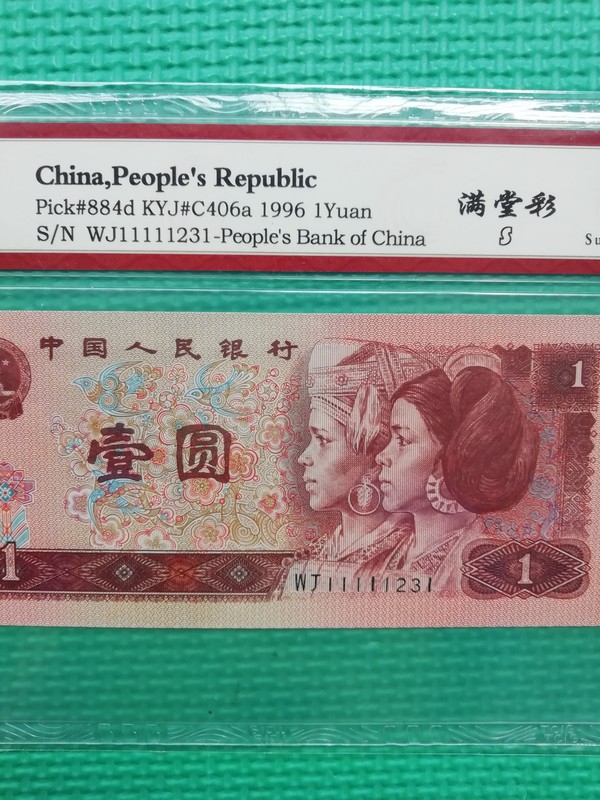 China,People's Republic
Pick#884d KYJ#C406a 1996 1Yuan
S/N WJ11111231-People's Bank of China
满堂彩
S
中国人民银行
1
壹圆
1
1
WJ11111231